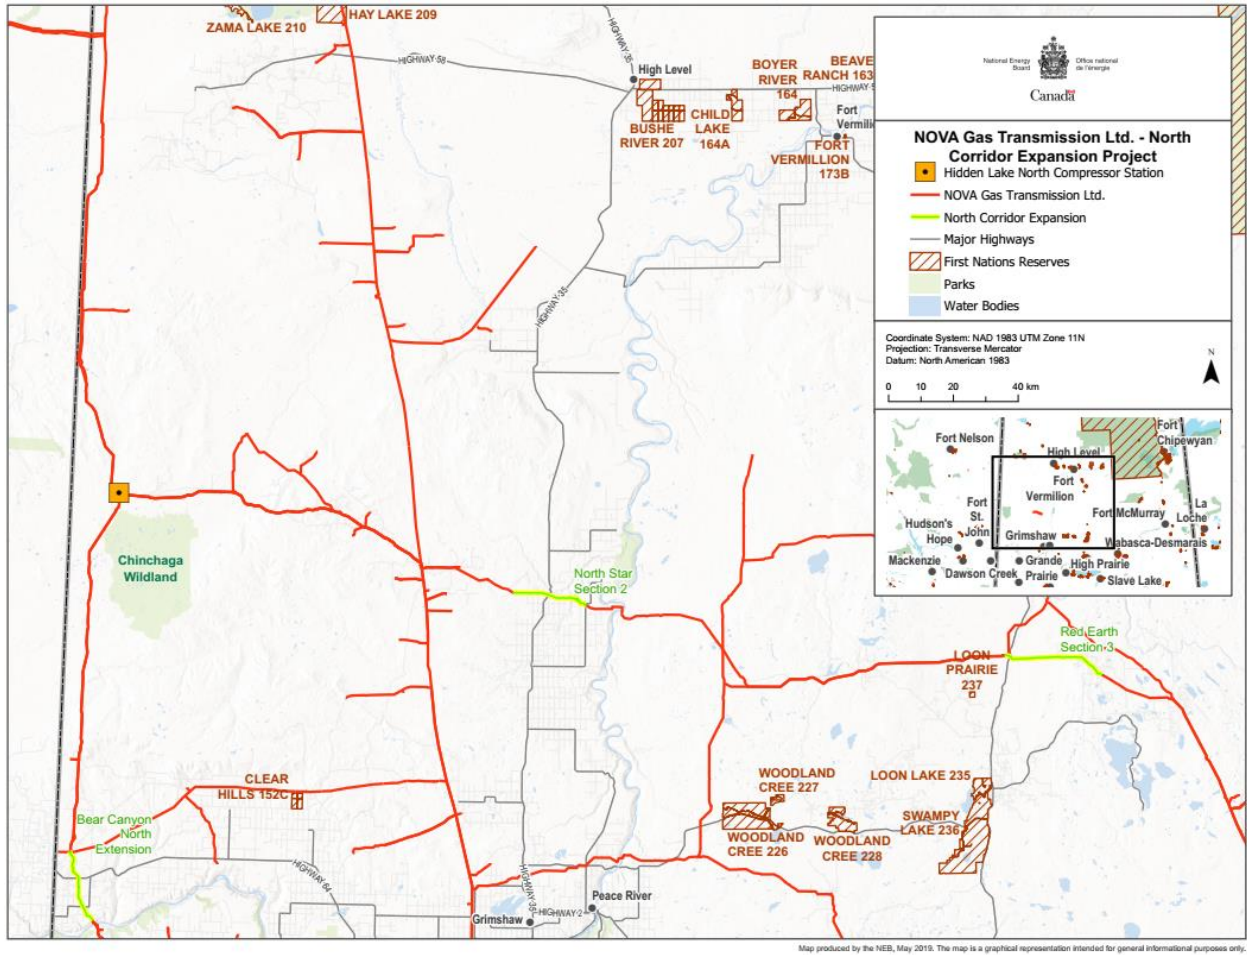 ZAMA LAKE 210
HAY LAKE 209
HIGHWAY-58
HIGHWAY-35
High Level
BUSHE
RIVER 207
CHILD
LAKE
164A
BOYER
RIVER
164
BEAVE
RANCH 163
HIGHWAY-5
Fort
Vermili
FORT
VERMILLION
173B
HIGHWAY-35
Chinchaga
Wildland
North Star
Section 2
Red Earth
Section 3
LOON
PRAIRIE
237
CLEAR
HILLS 152C
Bear Canyon
North
Extension
HIGHWAY-64
WOODLAND
CREE 227
WOODLAND
CREE 226
WOODLAND
CREE 228
LOON LAKE 235
SWAMPY
LAKE 236
HIGHWAY-35
Peace River
Grimshaw
HIGHWAY-2
National Energy
Board
Office national
de l'énergie
Canada
NOVA Gas Transmission Ltd. - North
Corridor Expansion Project
Hidden Lake North Compressor Station
NOVA Gas Transmission Ltd.
North Corridor Expansion
Major Highways
First Nations Reserves
Parks
Water Bodies
Coordinate System: NAD 1983 UTM Zone 11N
Projection: Transverse Mercator
Datum: North American 1983
N
0 10 20 40 km
Fort Nelson
High Level
Fort
Chipewyan
Fort
Vermilion
Fort
St.
John
Fort McMurray
La
Loche
Hudson's
Hope
Grimshaw
Wabasca-Desmarais
Mackenzie
Dawson Creek
Grande
Prairie
High Prairie
Slave Lake
Map produced by the NEB, May 2019. The map is a graphical representation intended for general informational purposes only.